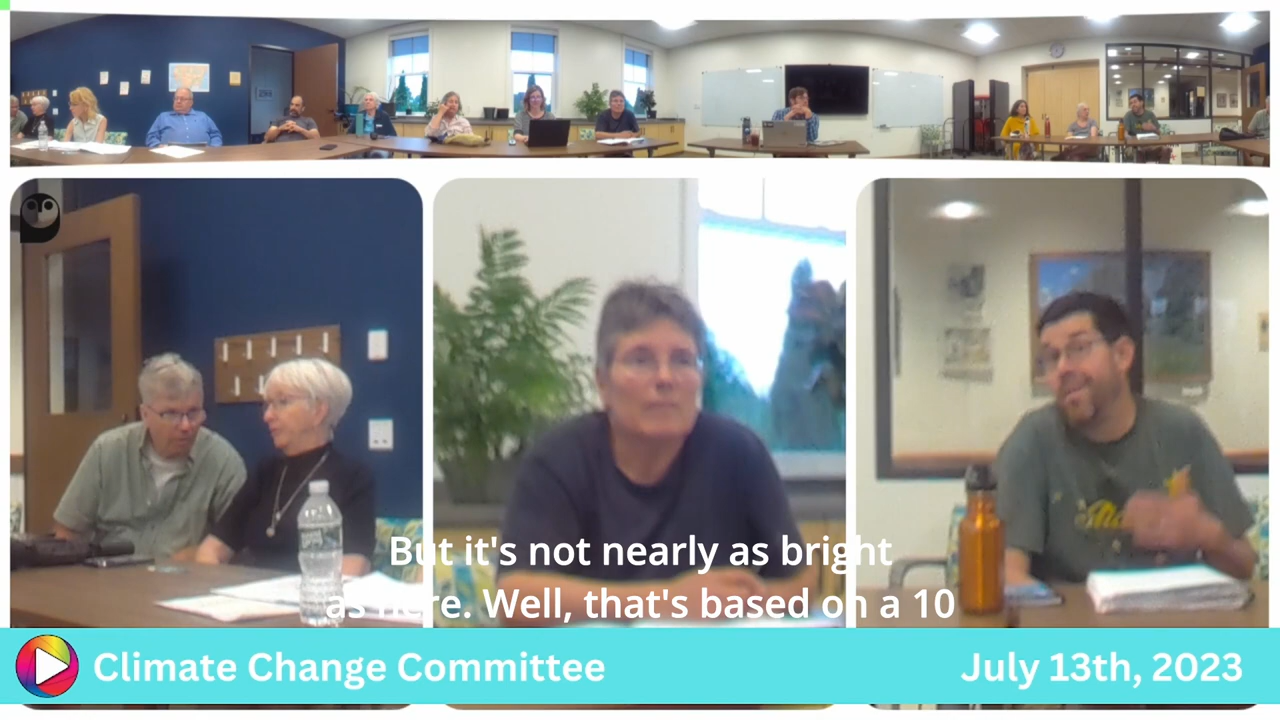 But it's not nearly as bright
as here. Well, that's based on a 10
Climate Change Committee
July 13th, 2023